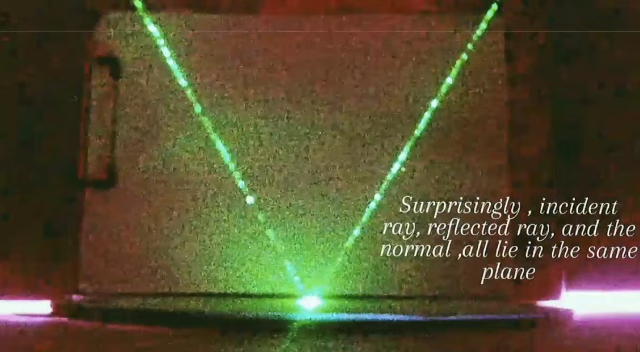 Surprisingly , incident
ray, reflected ray, and the
normal ,all lie in the same
plane